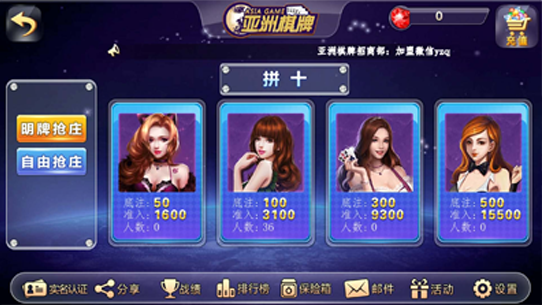 ASIA GAME
亚洲棋牌
0
充值
亚洲棋牌招商部：加盟微信yzq
拼十
明牌抢庄
自由抢庄
底注：50
准入：1600
人数：0
底注：100
准入：3100
人数：36
底注：300
准入：9300
人数：0
底注：500
准入：15500
人数：0
实名认证
分享
战绩
排行榜
保险箱
邮件
活动
设置